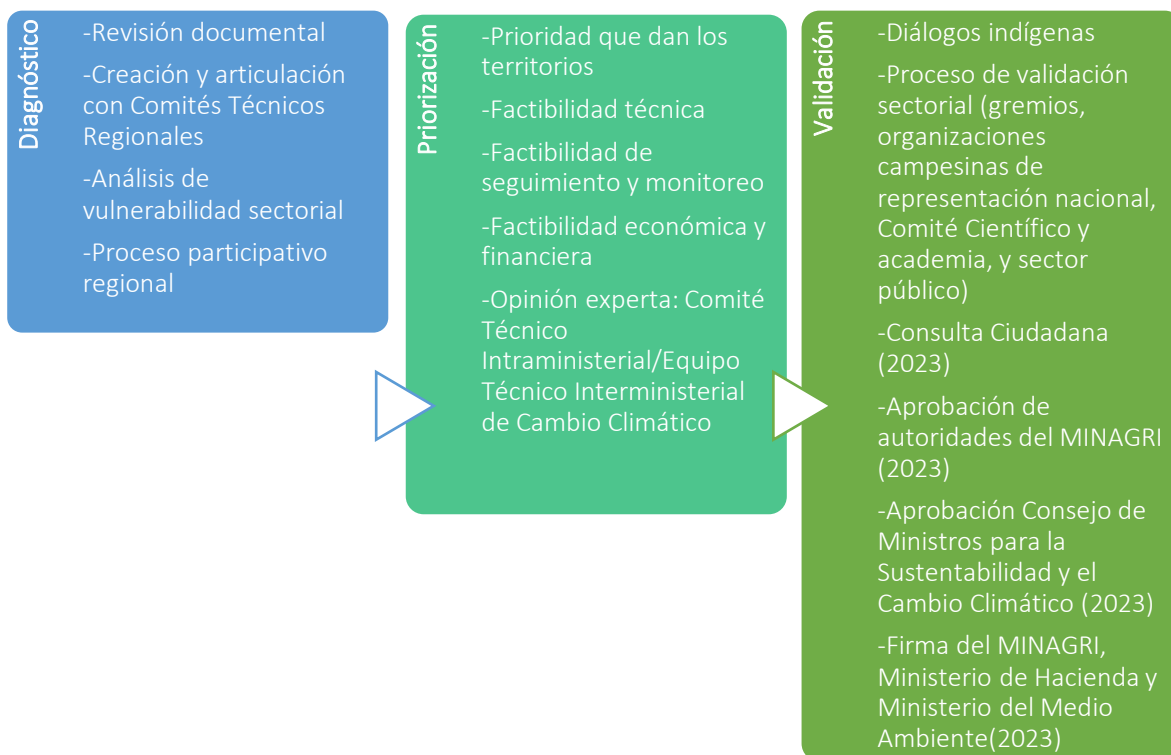 Diagnóstico
-Revisión documental
-Creación y articulación
con Comités Técnicos
Regionales
-Análisis de
vulnerabilidad sectorial
-Proceso participativo
regional
Priorización
-Prioridad que dan los
territorios
-Factibilidad técnica
-Factibilidad de
seguimiento y monitoreo
-Factibilidad económica y
financiera
-Opinión experta: Comité
Técnico
Intraministerial/Equipo
Técnico Interministerial
de Cambio Climático
Validación
-Diálogos indígenas
-Proceso de validación
sectorial (gremios,
organizaciones
campesinas de
representación nacional,
Comité Científico y
academia, y sector
público)
-Consulta Ciudadana
(2023)
-Aprobación de
autoridades del MINAGRI
(2023)
-Aprobación Consejo de
Ministros para la
Sustentabilidad y el
Cambio Climático (2023)
-Firma del MINAGRI,
Ministerio de Hacienda y
Ministerio del Medio
Ambiente(2023)